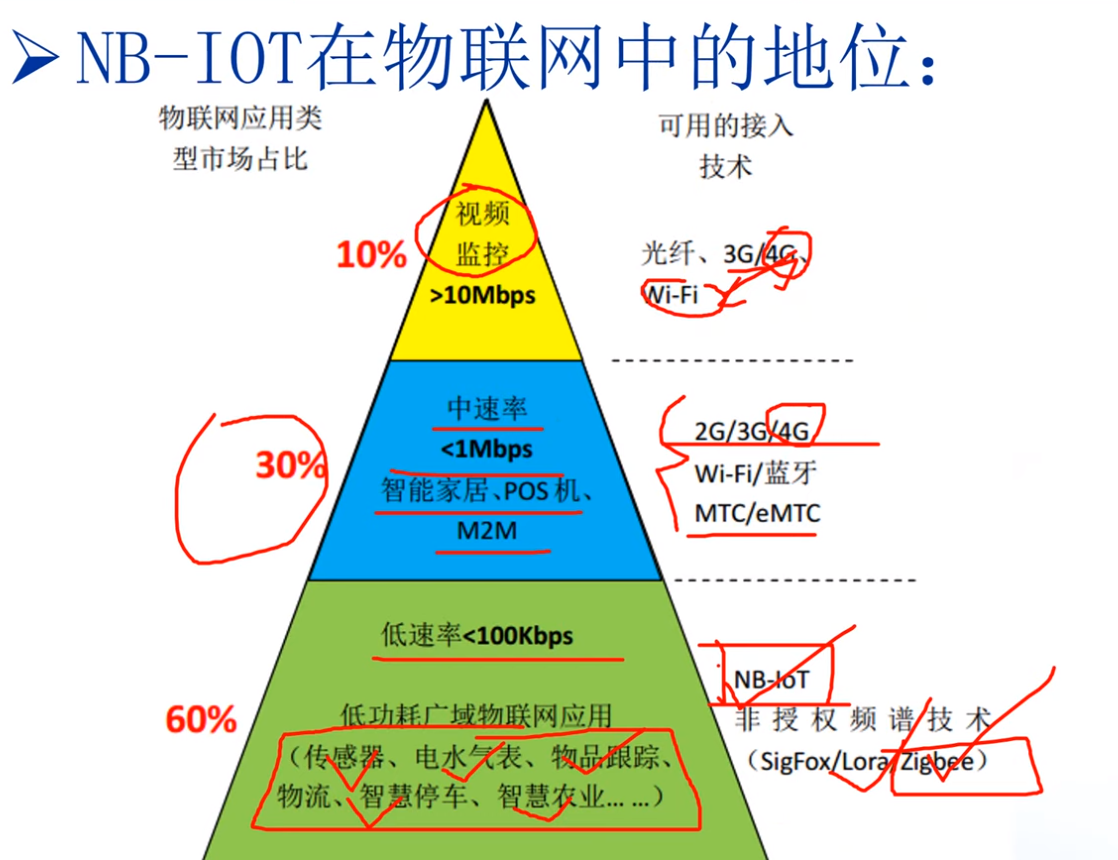 NB-IOT在物联网中的地位：
物联网应用类
型市场占比
可用的接入
技术
10%
视频
监控
>10Mbps
光纤、3G/4G、
Wi-Fi
30%
中速率
<1Mbps
智能家居、POS 机、
M2M
2G/3G/4G
Wi-Fi/蓝牙
MTC/eMTC
60%
低速率<100Kbps
低功耗广域物联网应用
（传感器、电水气表、物品跟踪、
物流、智慧停车、智慧农业... ...）
NB-IoT
非授权频谱技术
（SigFox/Lora/Zigbee）